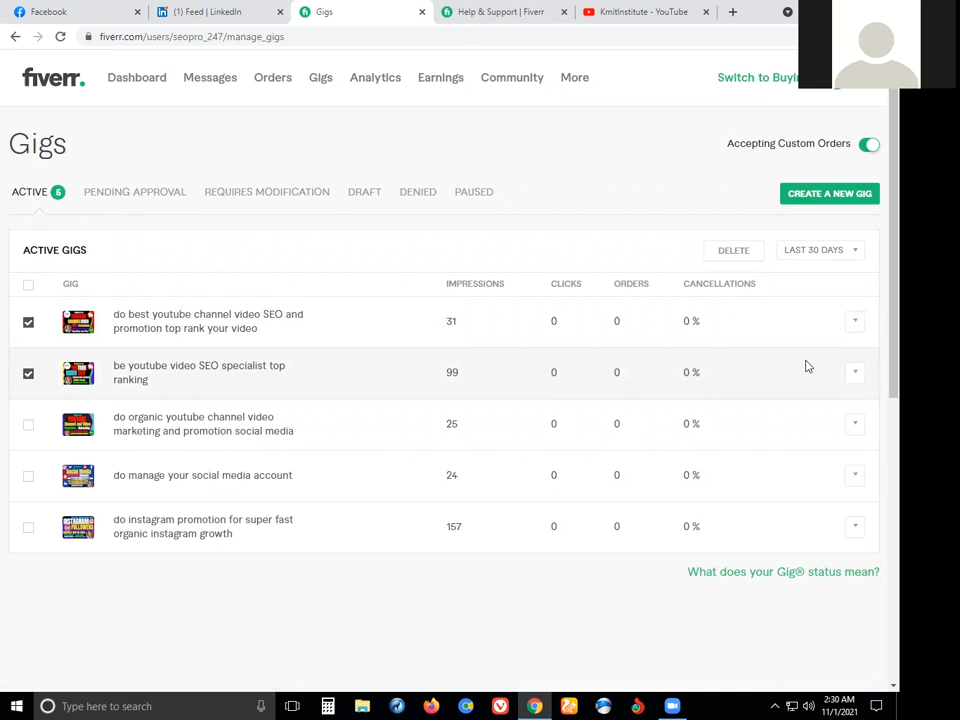 Facebook
(1) Feed | LinkedIn
Gigs
Help & Support | Fiverr
KmitInstitute - YouTube
fiverr.com/users/seopro_247/manage_gigs
fiverr.
Dashboard
Messages
Orders
Gigs
Analytics
Earnings
Community
More
Switch to
Gigs
Accepting Custom Orders
ACTIVE 5
PENDING APPROVAL
REQUIRES MODIFICATION
DRAFT
DENIED
PAUSED
CREATE A NEW GIG
ACTIVE GIGS
DELETE
LAST 30 DAYS
GIG
IMPRESSIONS
CLICKS
ORDERS
CANCELLATIONS
do best youtube channel video SEO and
promotion top rank your video
31
0
0
0 %
be youtube video SEO specialist top
ranking
99
0
0
0 %
do organic youtube channel video
marketing and promotion social media
25
0
0
0 %
do manage your social media account
24
0
0
0 %
do instagram promotion for super fast
organic instagram growth
157
0
0
0 %
What does your Gig® status mean?
Type here to search
2:30 AM
11/1/2021